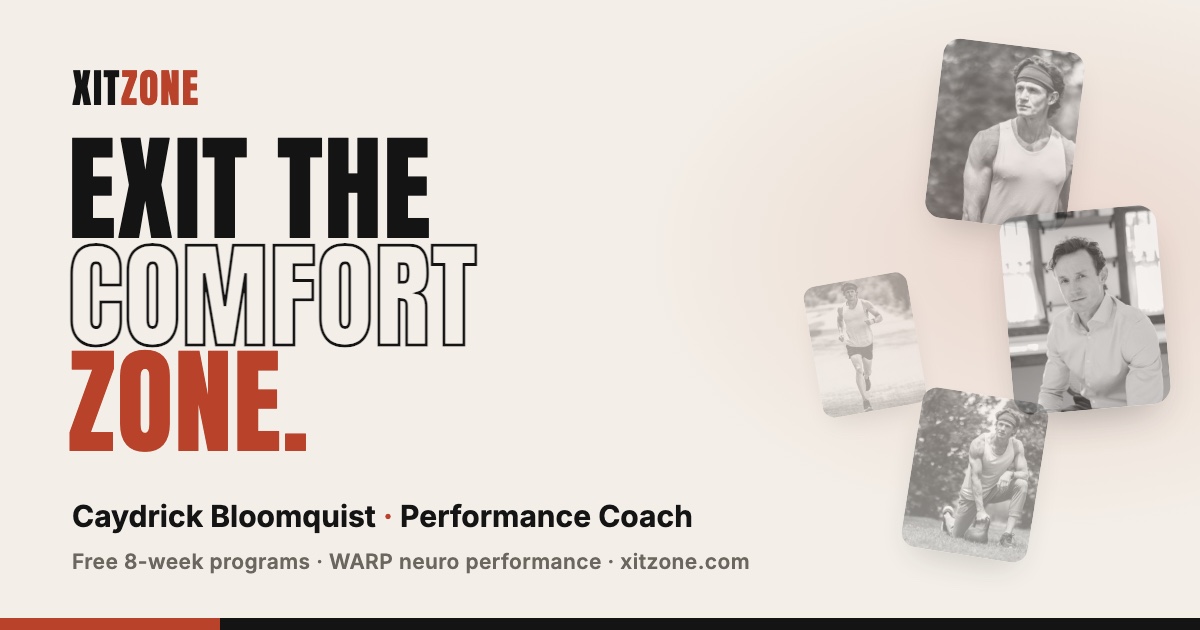 XITZONE
EXIT THE
COMFORT
ZONE.
Caydrick Bloomquist · Performance Coach
Free 8-week programs · WARP neuro performance · xitzone.com